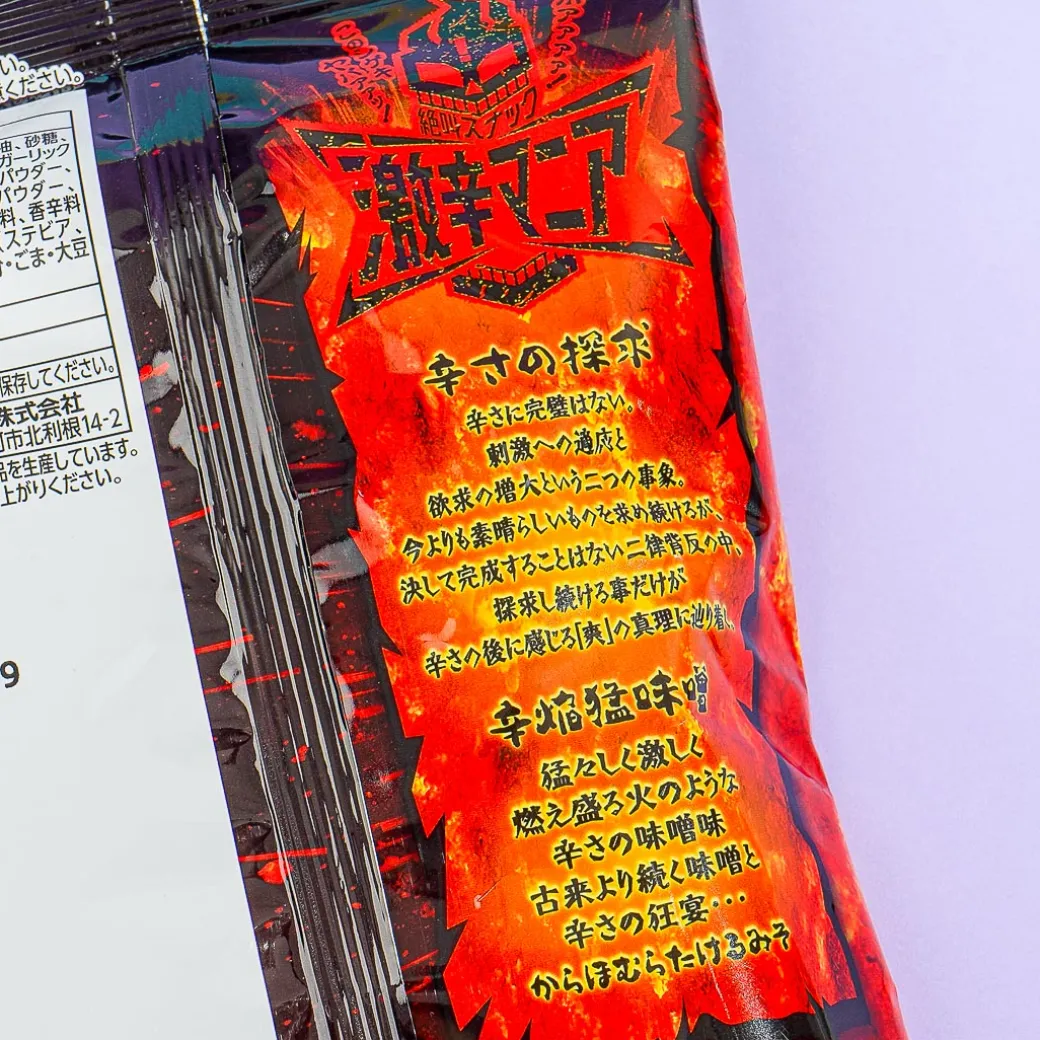 い。
ください。
油、砂糖、
ガーリック
パウダー、
パウダー、
料、香辛料
ステビア、
・ごま・大豆
保存してください。
株式会社
町市北利根14-2
品を生産しています。
上がりください。
9
絶叫スナック
激辛マニア
辛さの探求
辛さに完璧はない。
刺激への適応と
欲求の増大という二つの事象。
今よりも素晴らしいものを求め続けるが、
決して完成することはない二律背反の中、
探求し続ける事だけが
辛さの後に感じる「爽」の真理に辿り着く。
辛焔猛味噌
猛々しく激しく
燃え盛る火のような
辛さの味噌味
古来より続く味噌と
辛さの狂宴…
からほむらたけるみそ